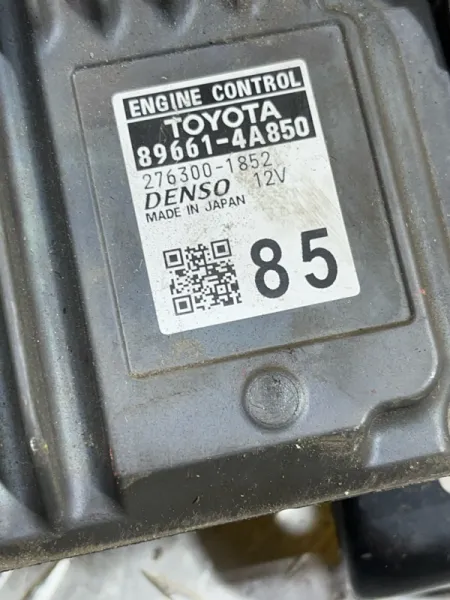 ENGINE CONTROL
TOYOTA
89661-4A850
276300-1852
DENSO 12V
MADE IN JAPAN
85